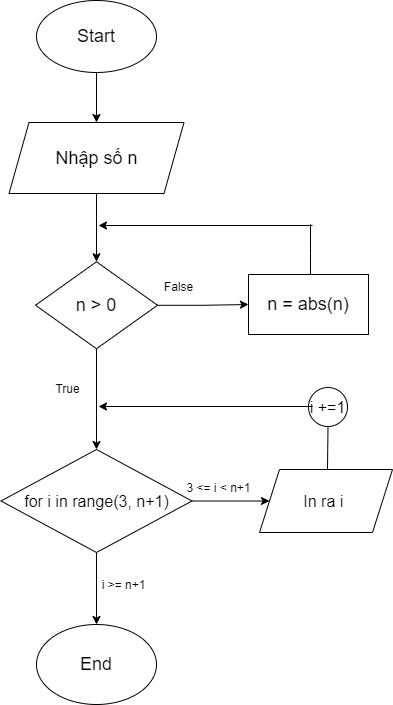 Start
Nhập số n
n > 0
False
n = abs(n)
True
i +=1
for i in range(3, n+1)
3 <= i < n+1
In ra i
i >= n+1
End